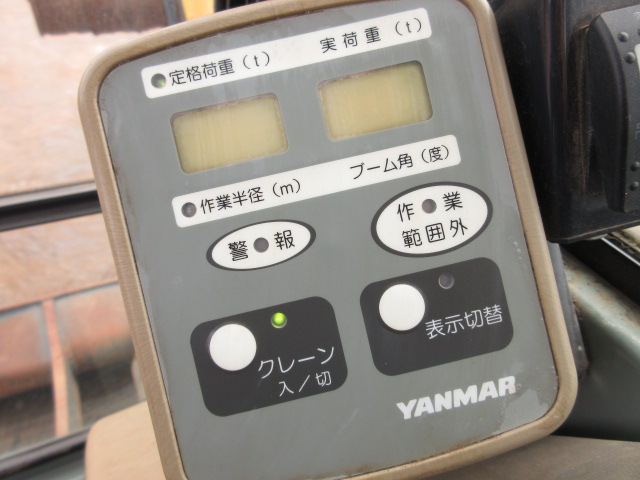 定格荷重(t) 実荷重(t)
作業半径(m) ブーム角(度)
警報
作業
範囲外
クレーン
入/切
表示切替
YANMAR